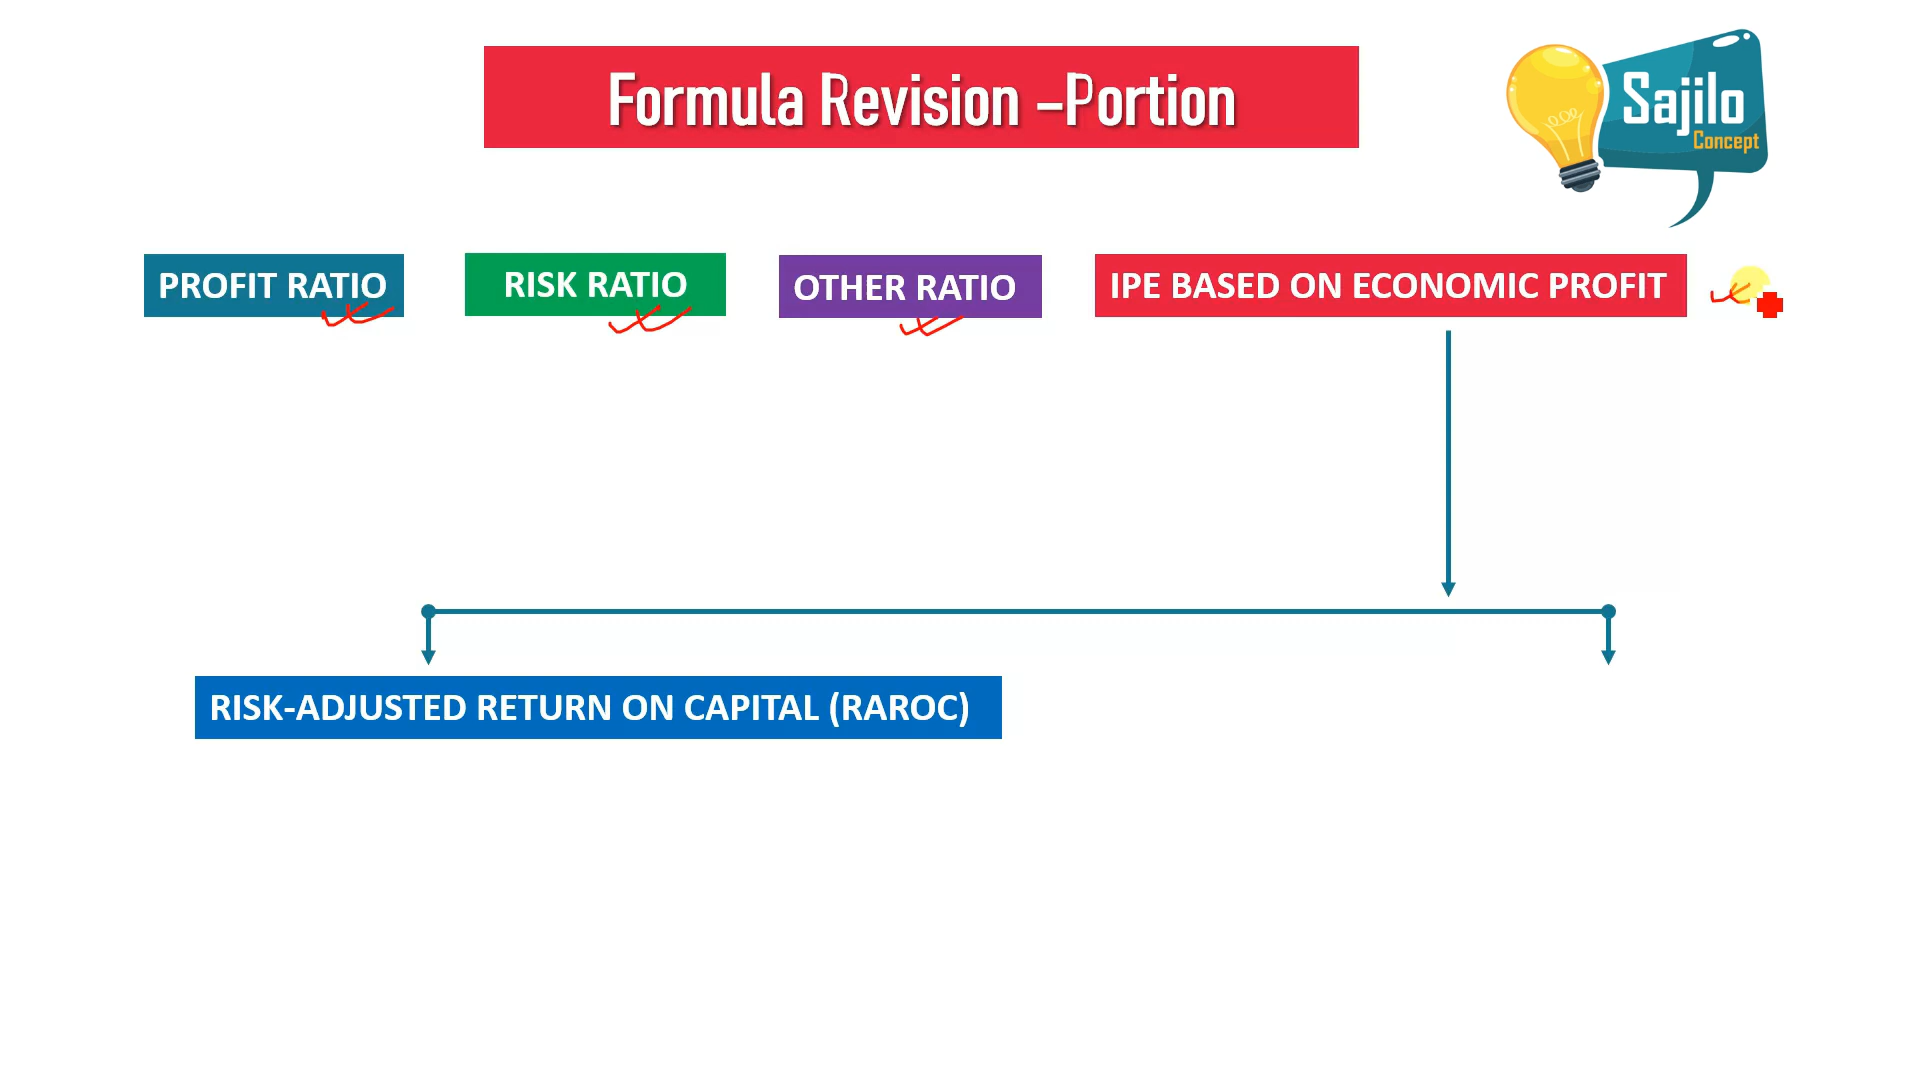 Formula Revision –Portion
Sajilo
Concept
PROFIT RATIO
RISK RATIO
OTHER RATIO
IPE BASED ON ECONOMIC PROFIT
RISK-ADJUSTED RETURN ON CAPITAL (RAROC)